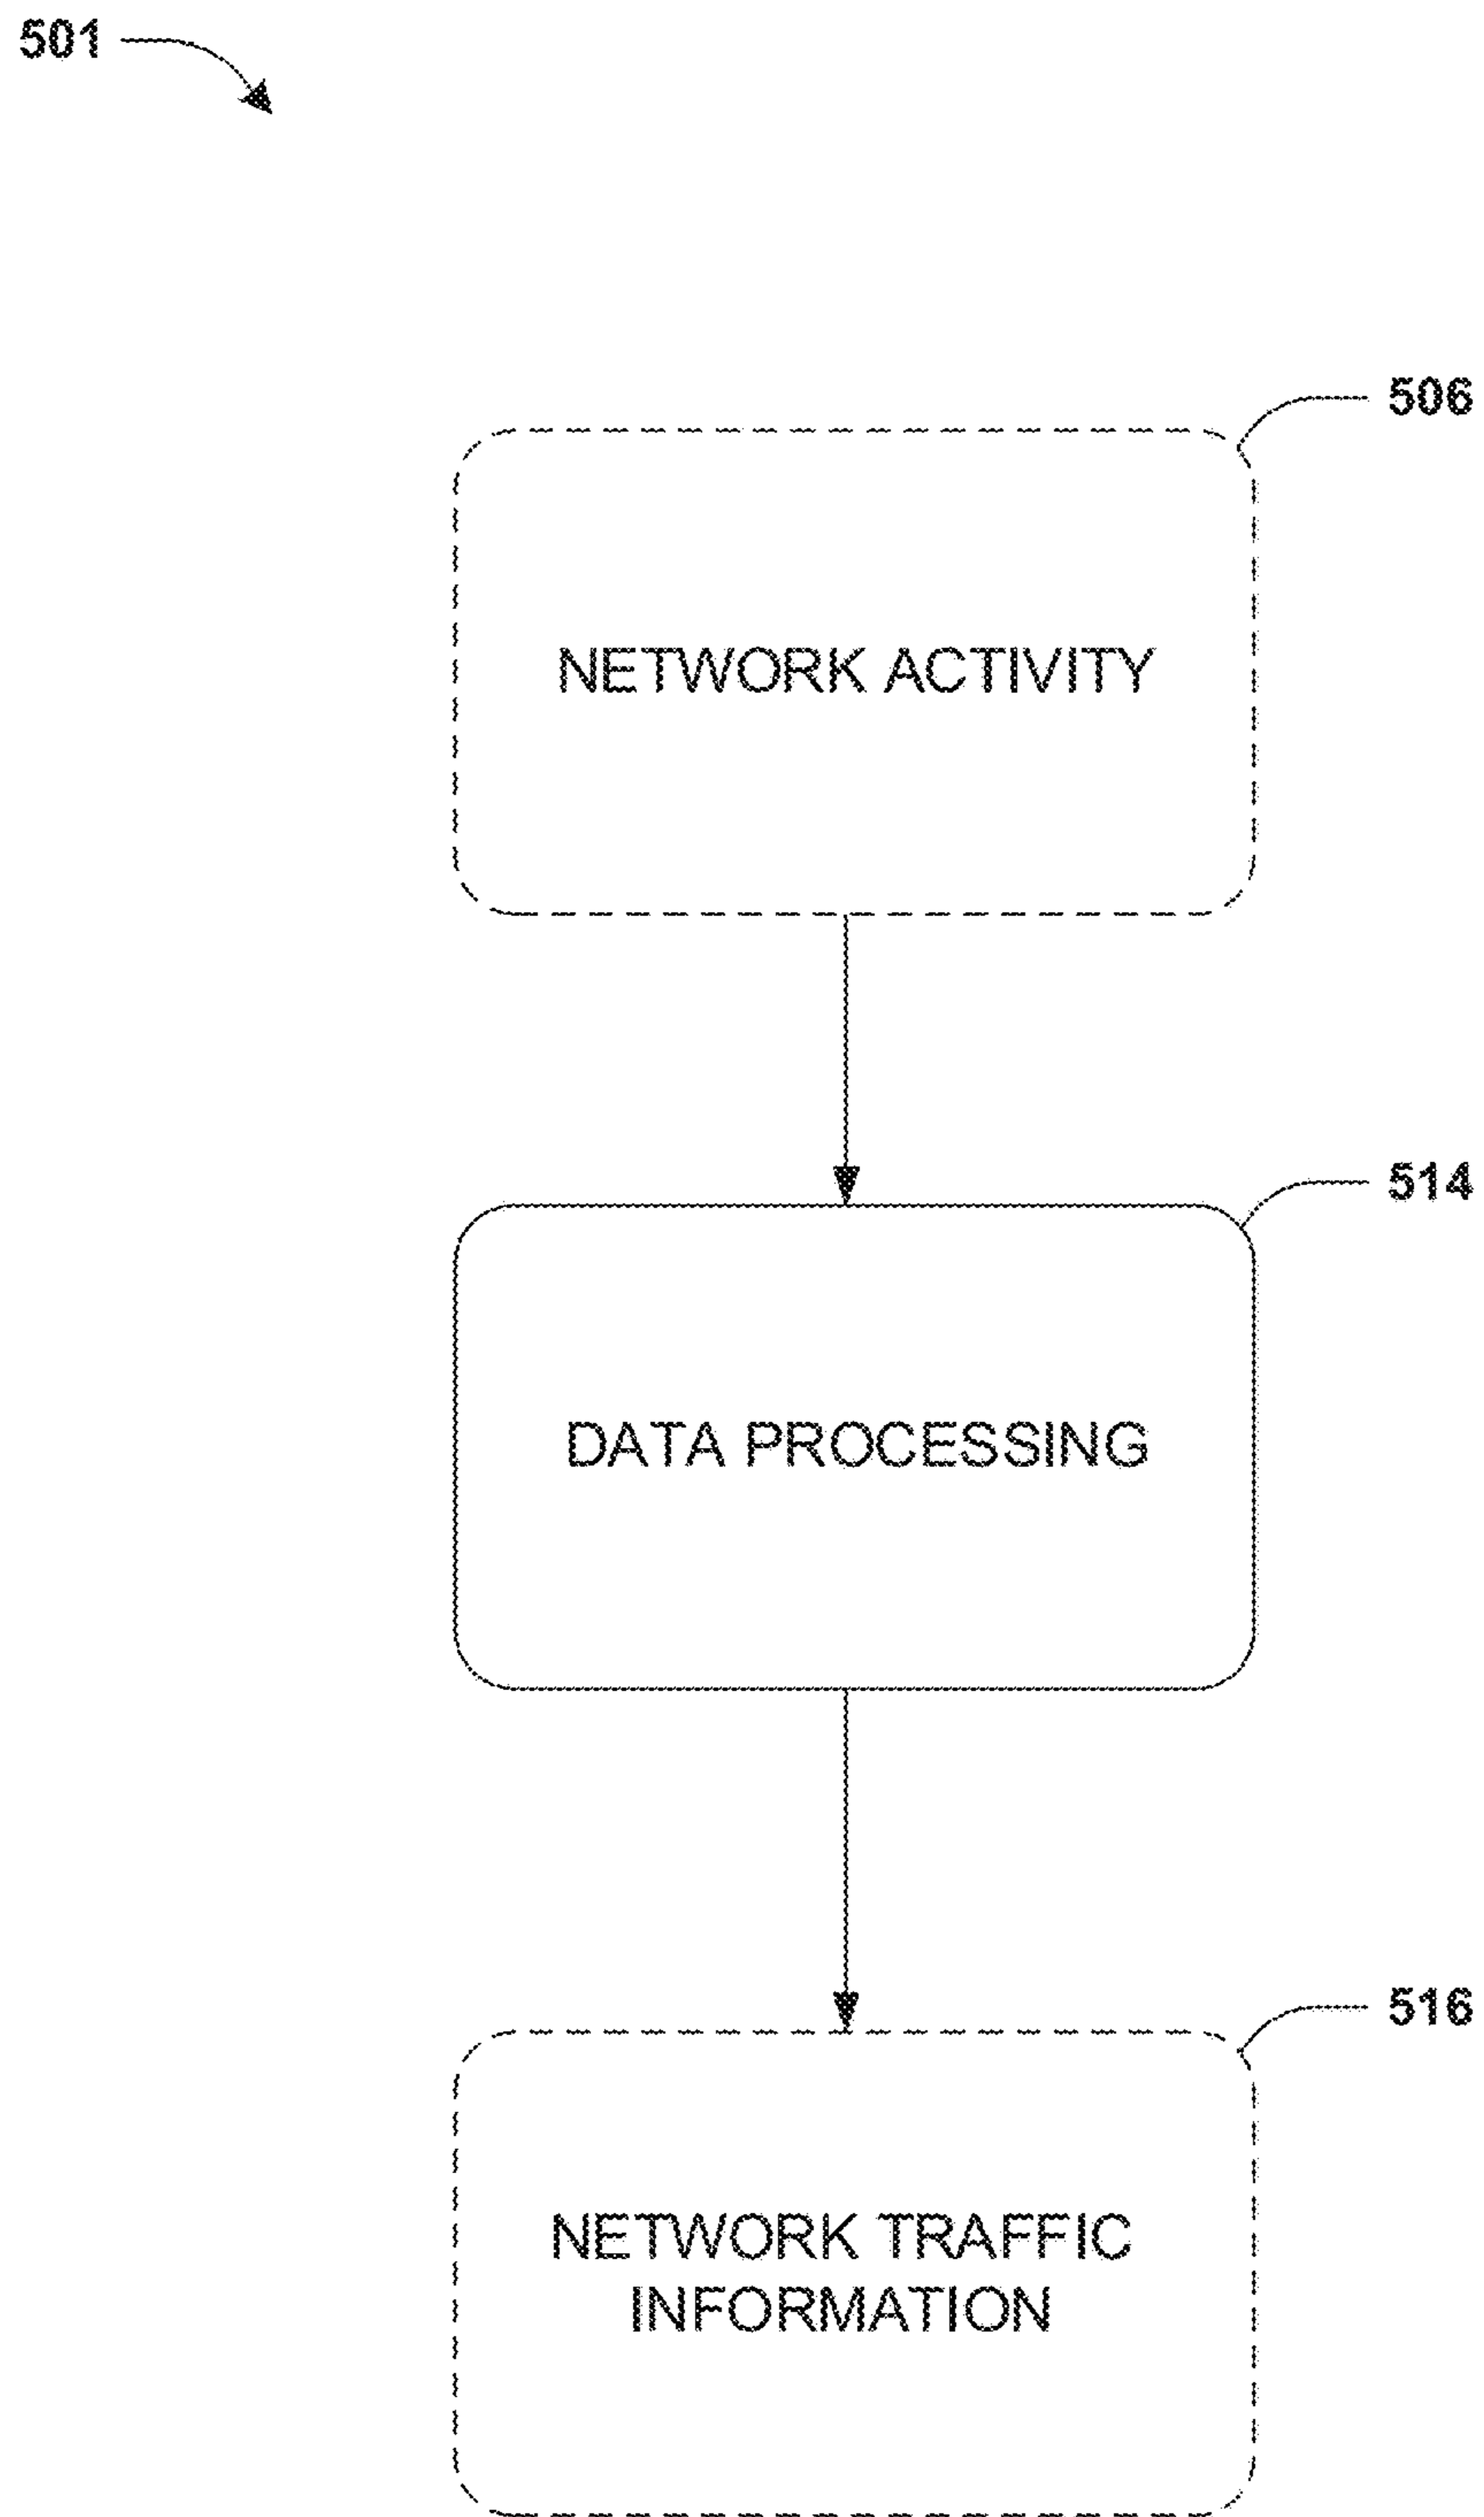 501
506
NETWORK ACTIVITY
514
DATA PROCESSING
516
NETWORK TRAFFIC
INFORMATION